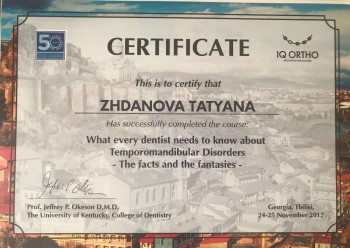 50
CERTIFICATE
IQ ORTHO
This is to certify that
ZHDANOVA TATYANA
Has successfully completed the course:
What every dentist needs to know about
Temporomandibular Disorders
- The facts and the fantasies -
Prof. Jeffrey P. Okeson D.M.D.
The University of Kentucky, College of Dentistry
Georgia, Tbilisi,
24-25 November 2017